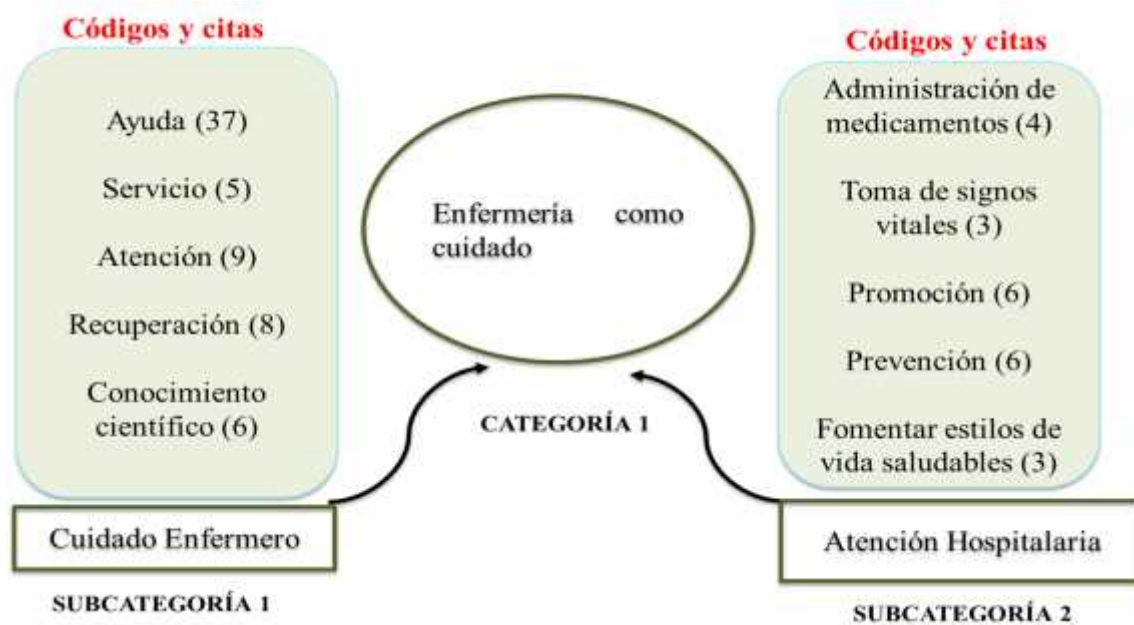 Códigos y citas
Ayuda (37)
Servicio (5)
Atención (9)
Recuperación (8)
Conocimiento
científico (6)
Cuidado Enfermero
SUBCATEGORÍA 1
Enfermería como
cuidado
CATEGORÍA 1
Códigos y citas
Administración de
medicamentos (4)
Toma de signos
vitales (3)
Promoción (6)
Prevención (6)
Fomentar estilos de
vida saludables (3)
Atención Hospitalaria
SUBCATEGORÍA 2